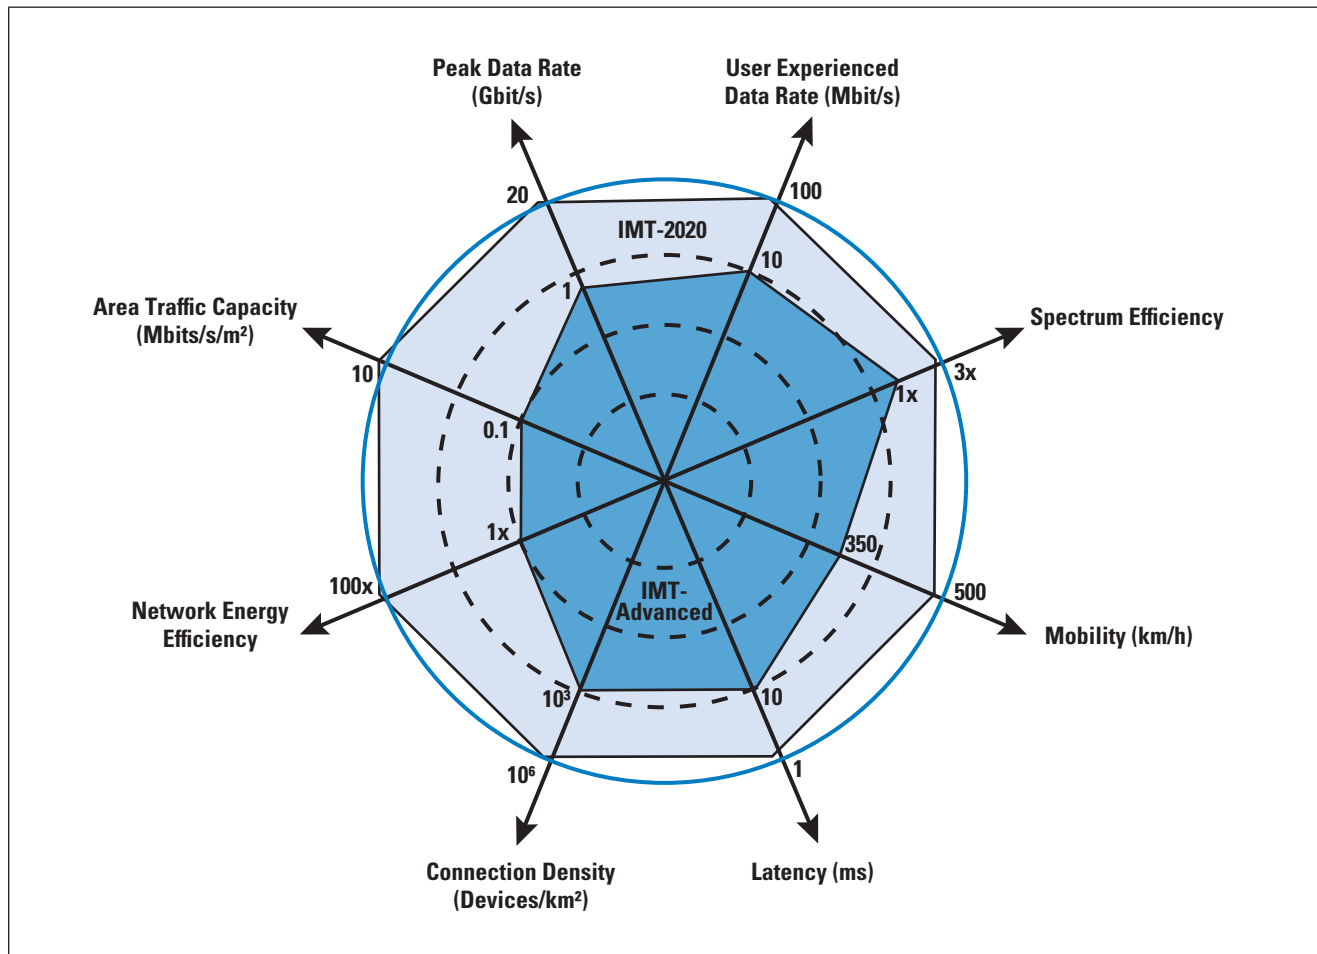 Peak Data Rate
(Gbit/s)
User Experienced
Data Rate (Mbit/s)
20
100
IMT-2020
10
1
Area Traffic Capacity
(Mbits/s/m²)
Spectrum Efficiency
10
3x
1x
0.1
1x
350
100x
500
IMT-
Advanced
Network Energy
Efficiency
Mobility (km/h)
10³
10
10⁶
1
Connection Density
(Devices/km²)
Latency (ms)